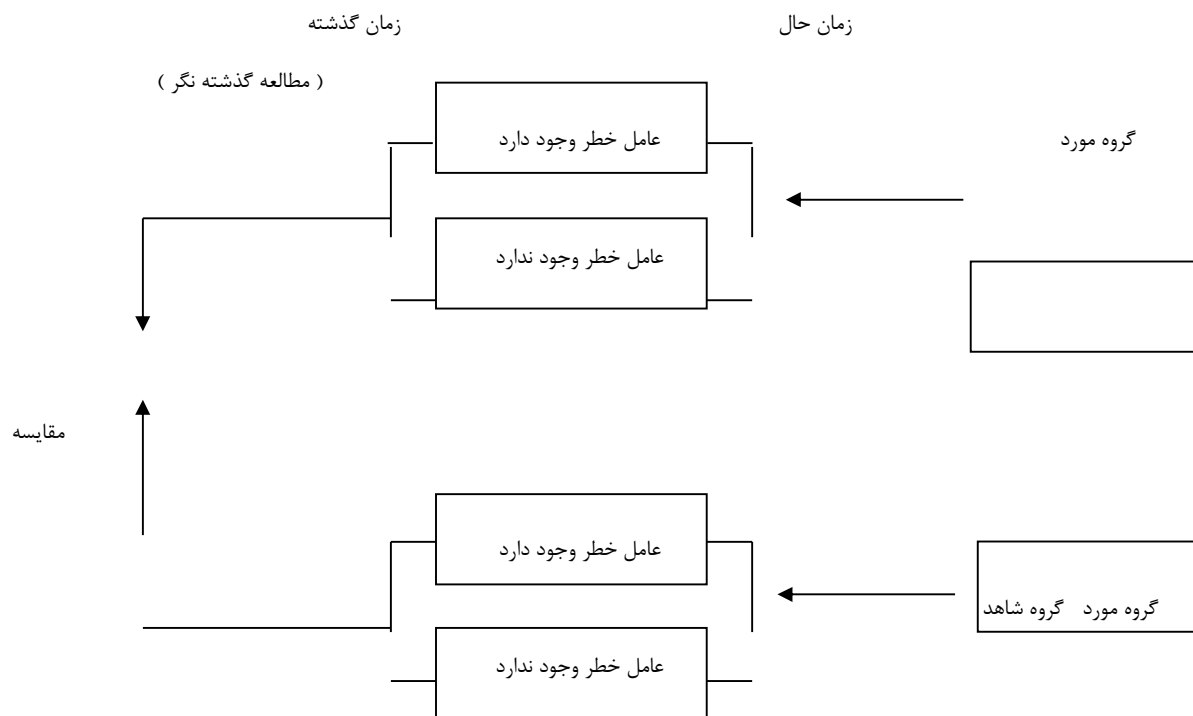 زمان حال
زمان گذشته
( مطالعه گذشته نگر )
گروه مورد
عامل خطر وجود دارد
عامل خطر وجود ندارد
مقایسه
عامل خطر وجود دارد
گروه مورد گروه شاهد
عامل خطر وجود ندارد